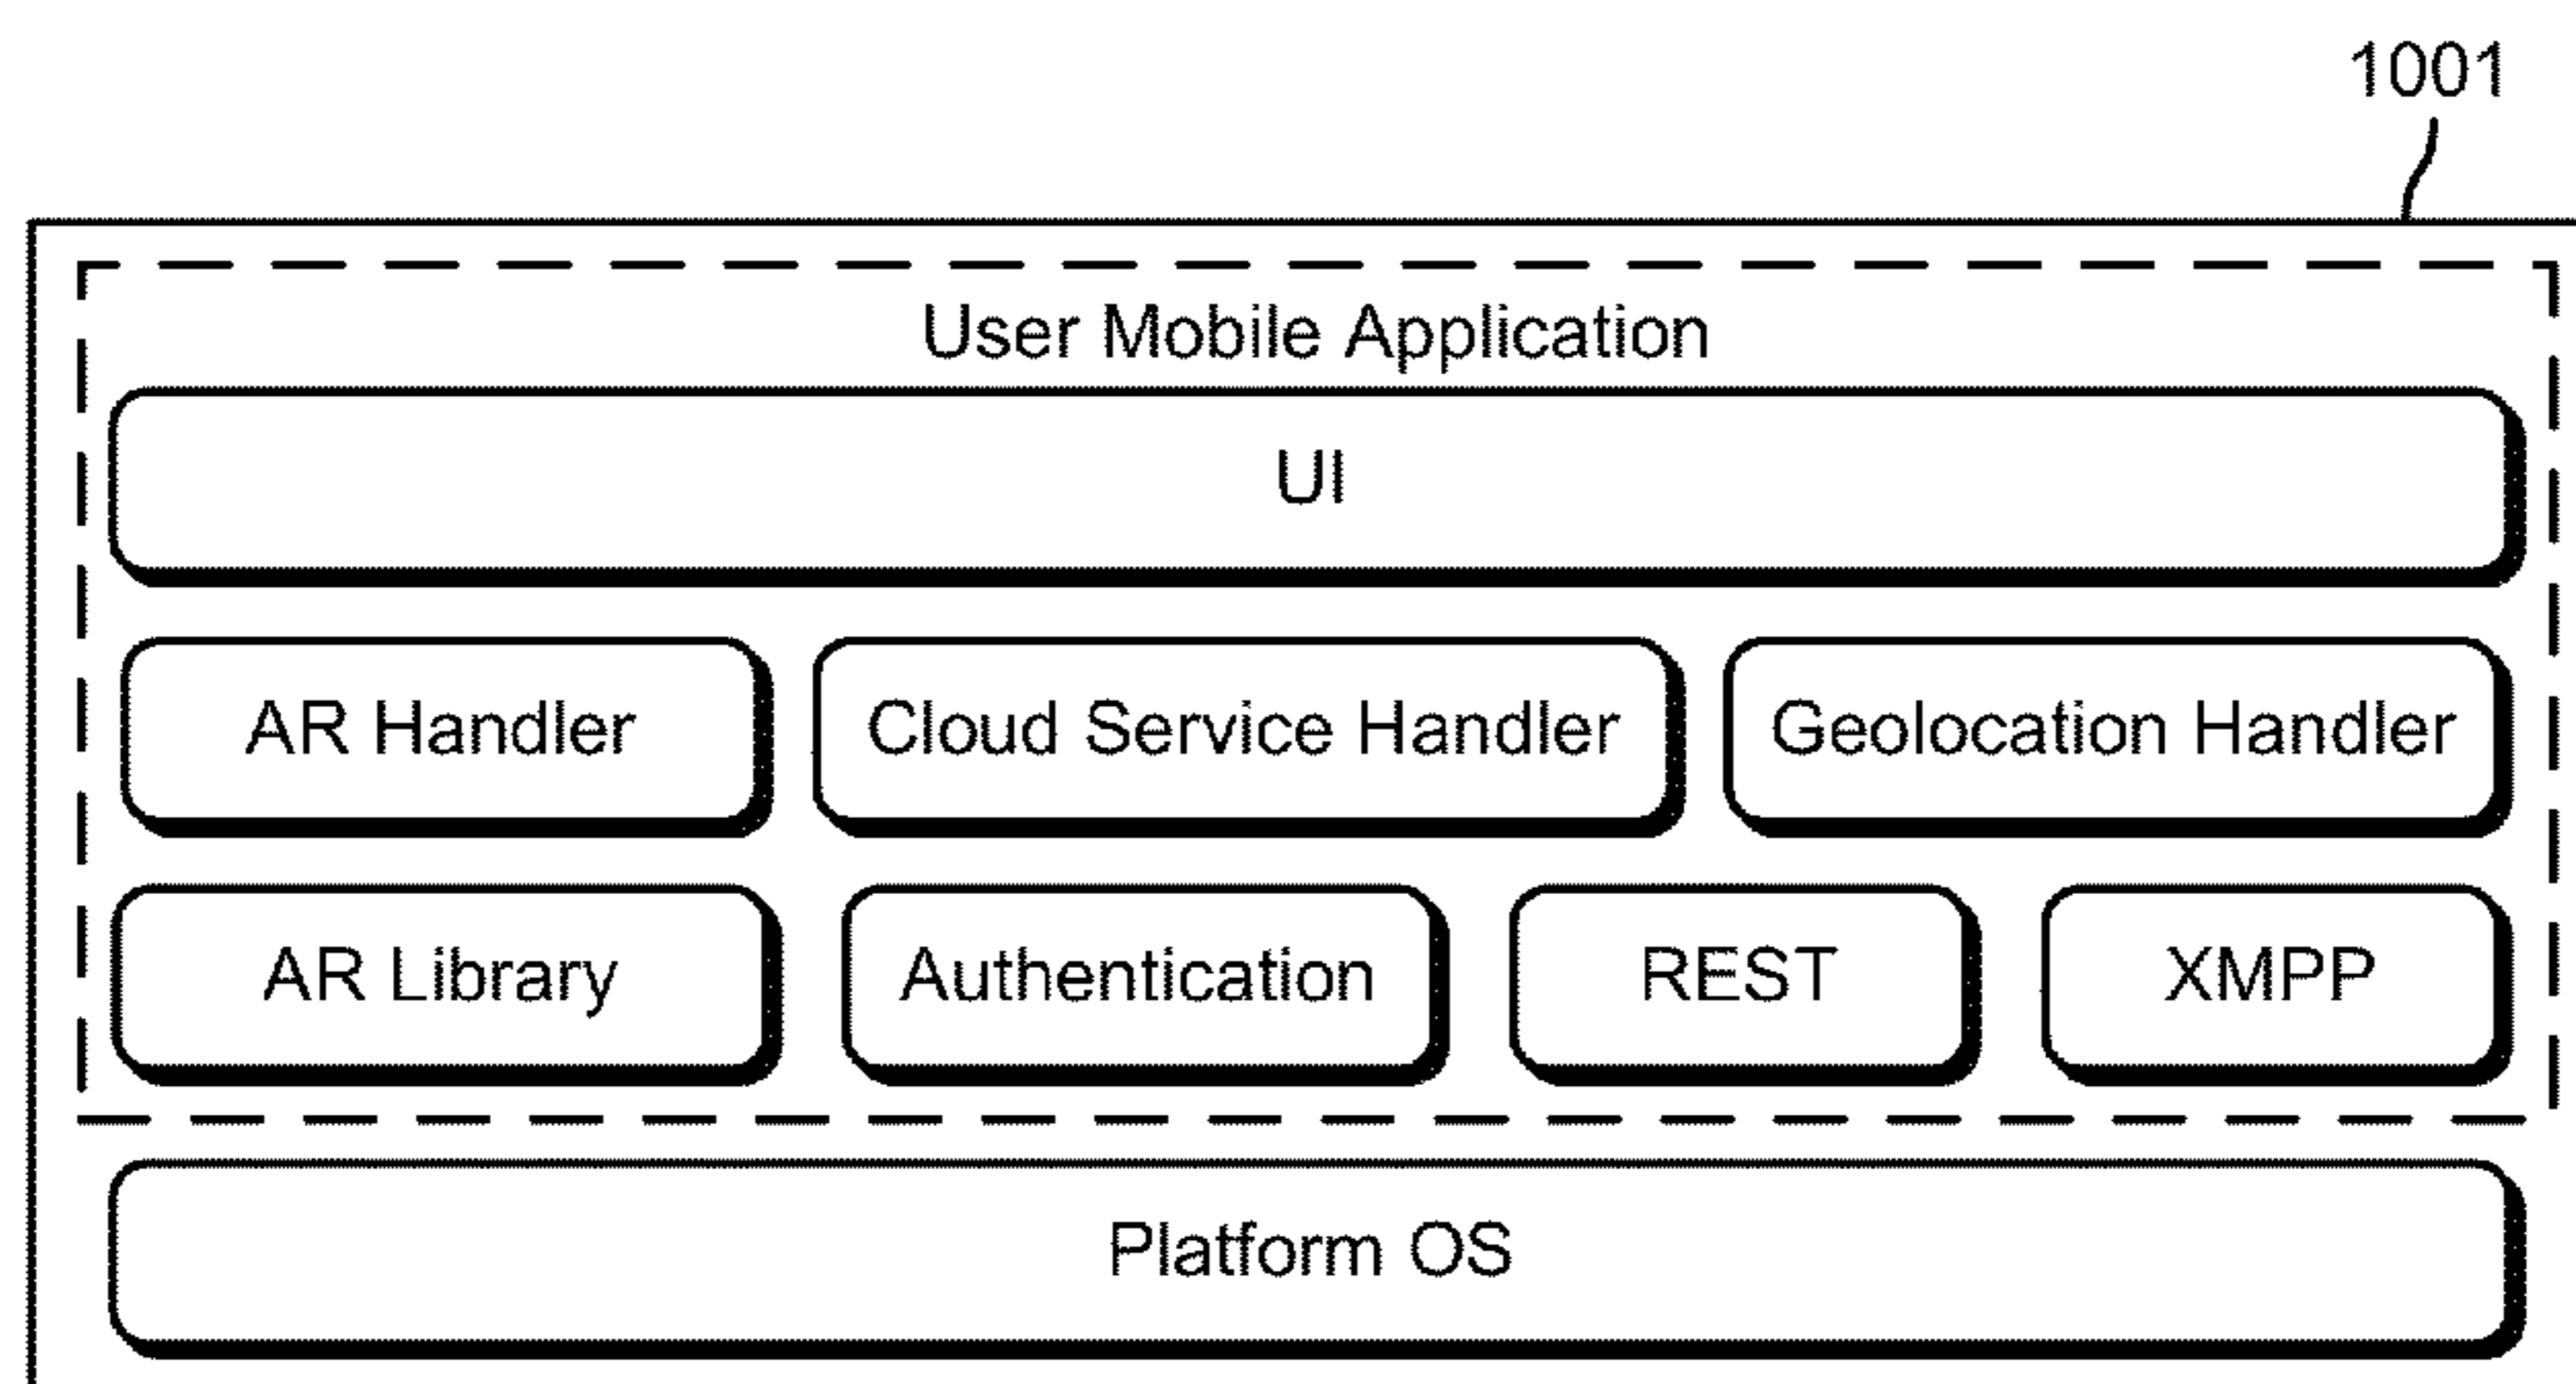 1001
User Mobile Application
UI
AR Handler Cloud Service Handler Geolocation Handler
AR Library Authentication REST XMPP
Platform OS